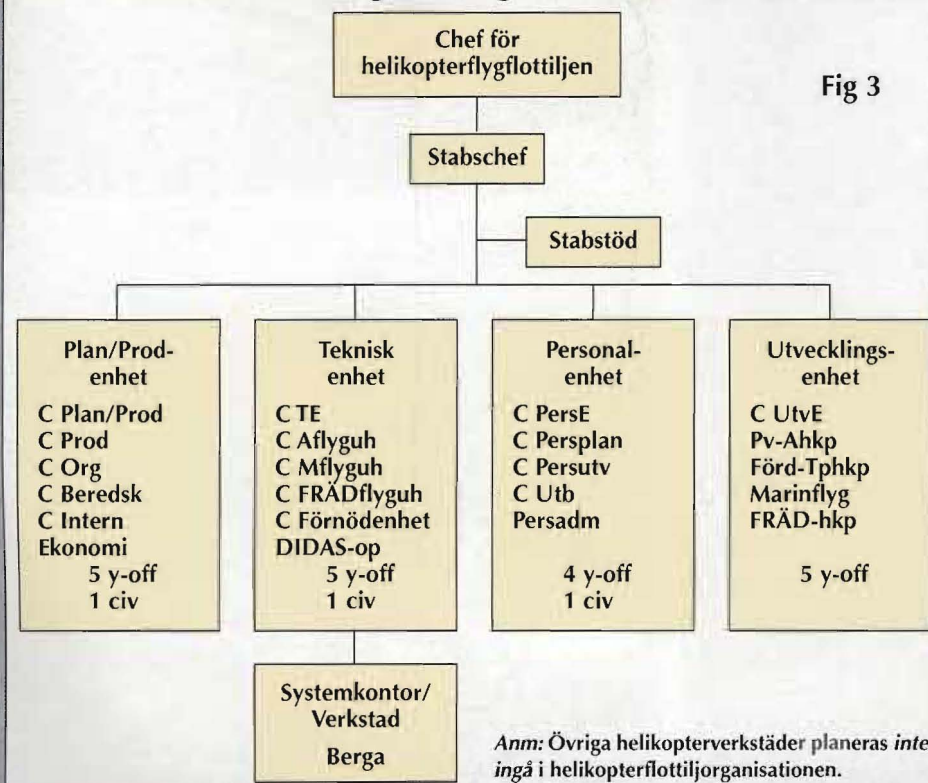 Chef för
helikopterflygflottiljen
Fig 3
Stabschef
Stabstöd
Plan/Prod-
enhet
C Plan/Prod
C Prod
C Org
C Beredsk
C Intern
Ekonomi
5 y-off
1 civ
Teknisk
enhet
C TE
C Aflyguh
C Mflyguh
C FRÄDflyguh
C Förnödenhet
DIDAS-op
5 y-off
1 civ
Personal-
enhet
C PersE
C Persplan
C Persutv
C Utb
Persadm
4 y-off
1 civ
Utvecklings-
enhet
C UtvE
Pv-Ahkp
Förd-Tphkp
Marinflyg
FRÄD-hkp
5 y-off
Systemkontor/
Verkstad
Berga
Anm: Övriga helikopterverkstäder planeras inte
ingå i helikopterflottiljorganisationen.